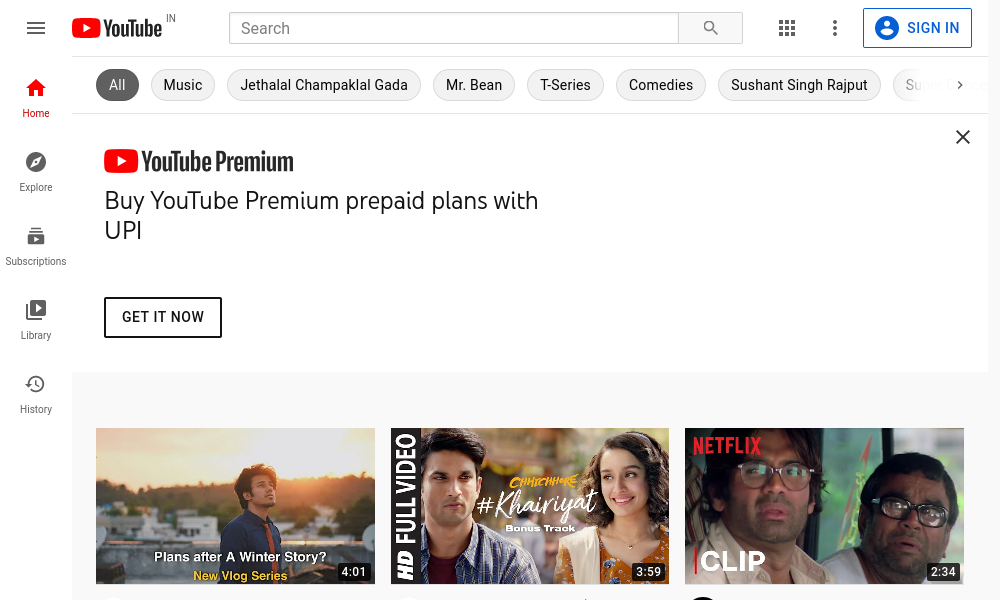 YouTube IN
Search
SIGN IN
All
Music
Jethalal Champaklal Gada
Mr. Bean
T-Series
Comedies
Sushant Singh Rajput
Home
Explore
Subscriptions
Library
History
YouTube Premium
Buy YouTube Premium prepaid plans with
UPI
GET IT NOW
Plans after A Winter Story?
New Vlog Series
4:01
HD FULL VIDEO
CHHICHHORE
#Khairiyat
Bonus Track
3:59
NETFLIX
CLIP
2:34